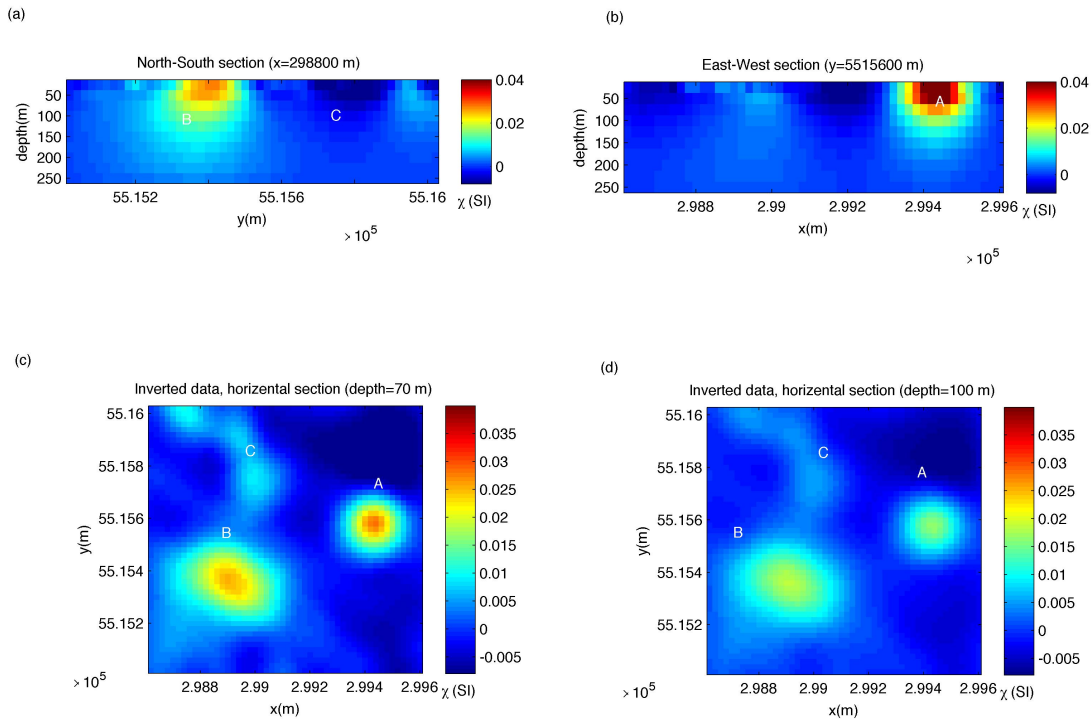 (a)
North-South section (x=298800 m)
depth(m)
50
100
150
200
250
B
C
55.152
55.156
55.16
y(m)
× 10^5
0.04
0.02
0
χ (SI)
(b)
East-West section (y=5515600 m)
depth(m)
50
100
150
200
250
A
2.988
2.99
2.992
2.994
2.996
x(m)
× 10^5
0.04
0.02
0
χ (SI)
(c)
Inverted data, horizental section (depth=70 m)
y(m)
55.16
55.158
55.156
55.154
55.152
C
A
B
× 10^5
2.988
2.99
2.992
2.994
2.996
x(m)
0.035
0.03
0.025
0.02
0.015
0.01
0.005
0
-0.005
χ (SI)
(d)
Inverted data, horizental section (depth=100 m)
y(m)
55.16
55.158
55.156
55.154
55.152
C
A
B
× 10^5
2.988
2.99
2.992
2.994
2.996
x(m)
0.035
0.03
0.025
0.02
0.015
0.01
0.005
0
-0.005
χ (SI)